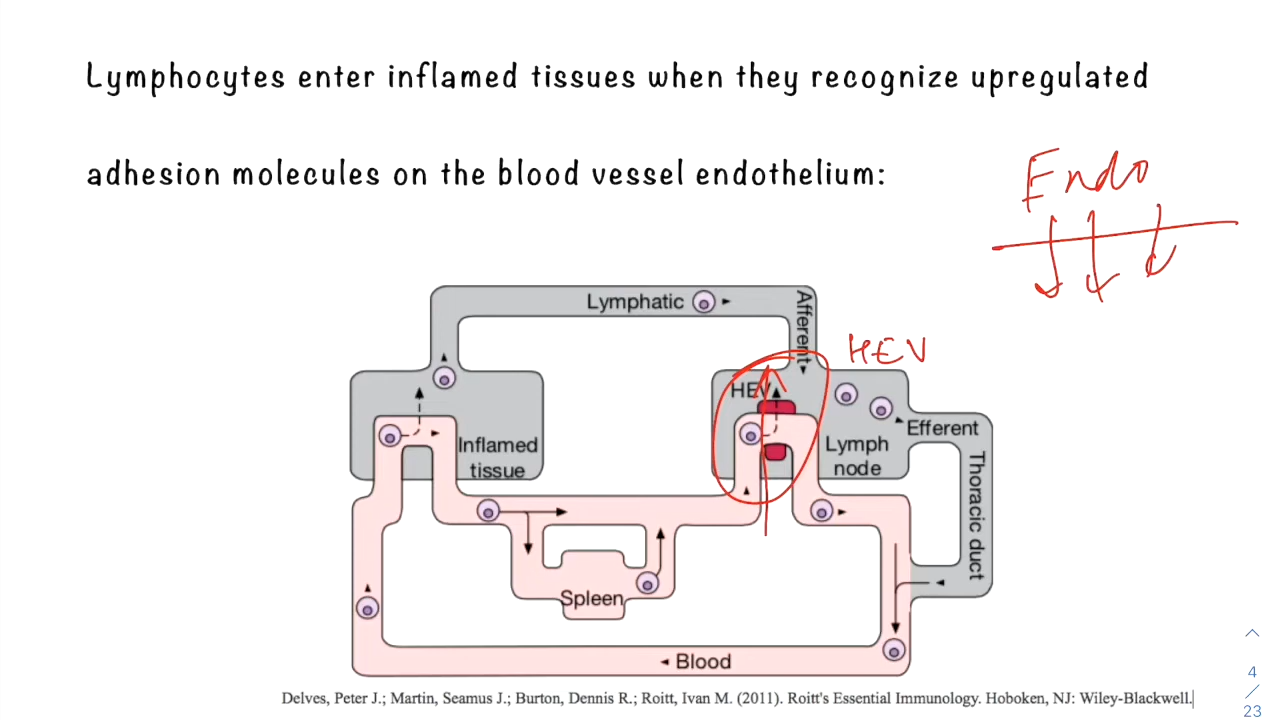 Lymphocytes enter inflamed tissues when they recognize upregulated
adhesion molecules on the blood vessel endothelium:
Endo
Lymphatic
Afferent
HEV
HEV
Inflamed
tissue
Lymph
node
Efferent
Thoracic duct
Spleen
Blood
Delves, Peter J.; Martin, Seamus J.; Burton, Dennis R.; Roitt, Ivan M. (2011). Roitt's Essential Immunology. Hoboken, NJ: Wiley-Blackwell.
4
/
23